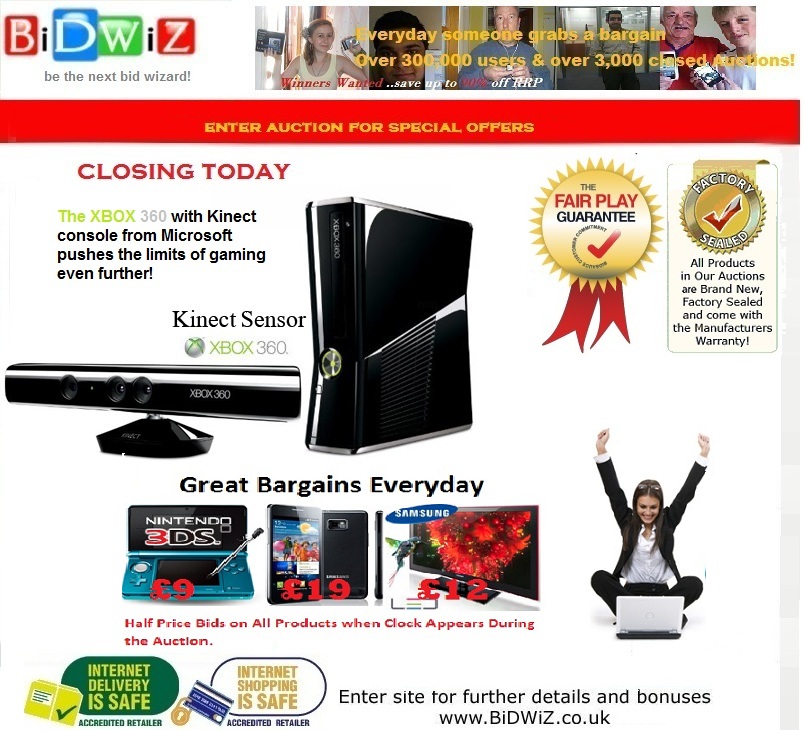 BiDWiZ
be the next bid wizard!
Everyday someone grabs a bargain
Over 300,000 users & over 3,000 closed Auctions!
Winners Wanted ..save up to 90% off RRP
ENTER AUCTION FOR SPECIAL OFFERS
CLOSING TODAY
The XBOX 360 with Kinect
console from Microsoft
pushes the limits of gaming
even further!
Kinect Sensor
XBOX 360.
XBOX360
KINECT
XBOX 360
THE
FAIR PLAY
GUARANTEE
CUSTOMER COMMITMENT
FACTORY
SEALED
All Products
in Our Auctions
are Brand New,
Factory Sealed
and come with
the Manufacturers
Warranty!
Great Bargains Everyday
NINTENDO
3DS.
£9
SAMSUNG
£19
SAMSUNG
£12
Half Price Bids on All Products when Clock Appears During
the Auction.
INTERNET
DELIVERY
IS SAFE
ACCREDITED RETAILER
INTERNET
SHOPPING
IS SAFE
ACCREDITED RETAILER
Enter site for further details and bonuses
www.BiDWiZ.co.uk